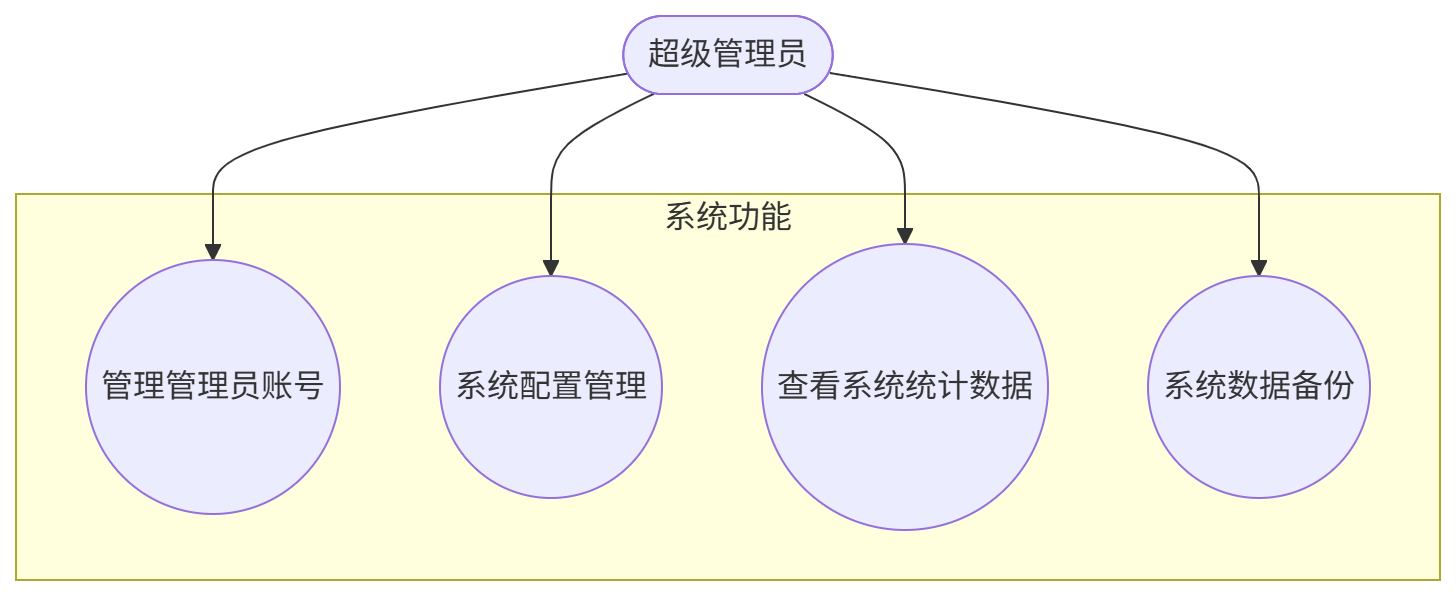 超级管理员
系统功能
管理管理员账号
系统配置管理
查看系统统计数据
系统数据备份